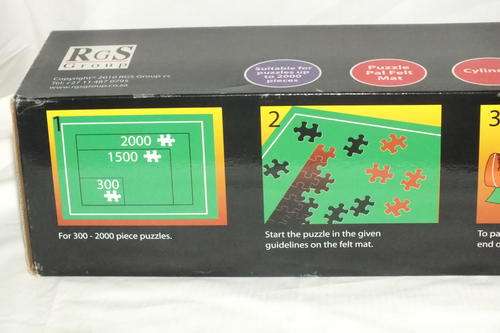 RGS
Group
Copyright© 2010 RGS Group cc
www.rgsgroup.co.za
Suitable for
puzzles up
to 2000
pieces
Puzzle
Pal Felt
Mat
1
2000
1500
300
For 300 - 2000 piece puzzles.
2
Start the puzzle in the given
guidelines on the felt mat.
3
To pa
end